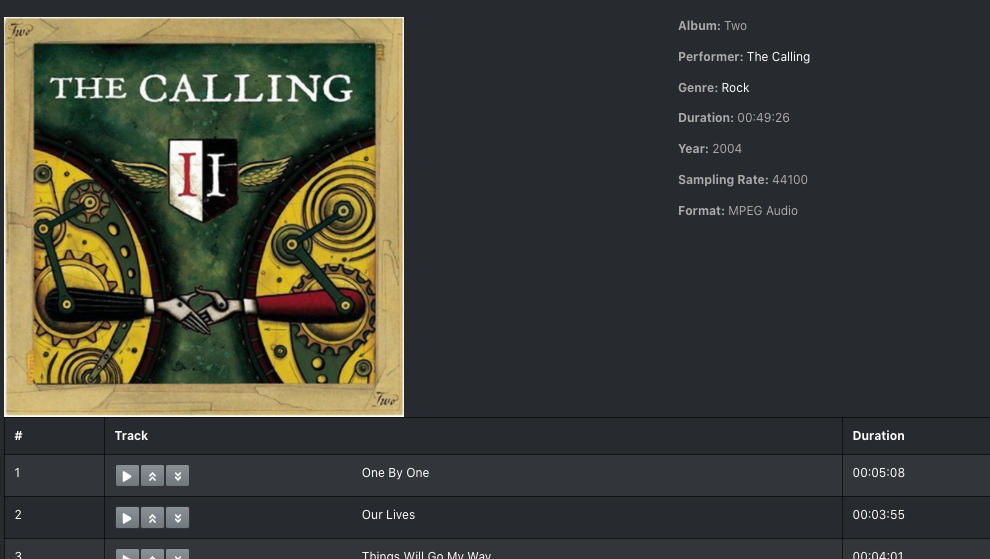 Two
THE CALLING
II
Two
Album: Two
Performer: The Calling
Genre: Rock
Duration: 00:49:26
Year: 2004
Sampling Rate: 44100
Format: MPEG Audio
# Track Duration
1 One By One 00:05:08
2 Our Lives 00:03:55
3 Things Will Go My Way 00:04:01